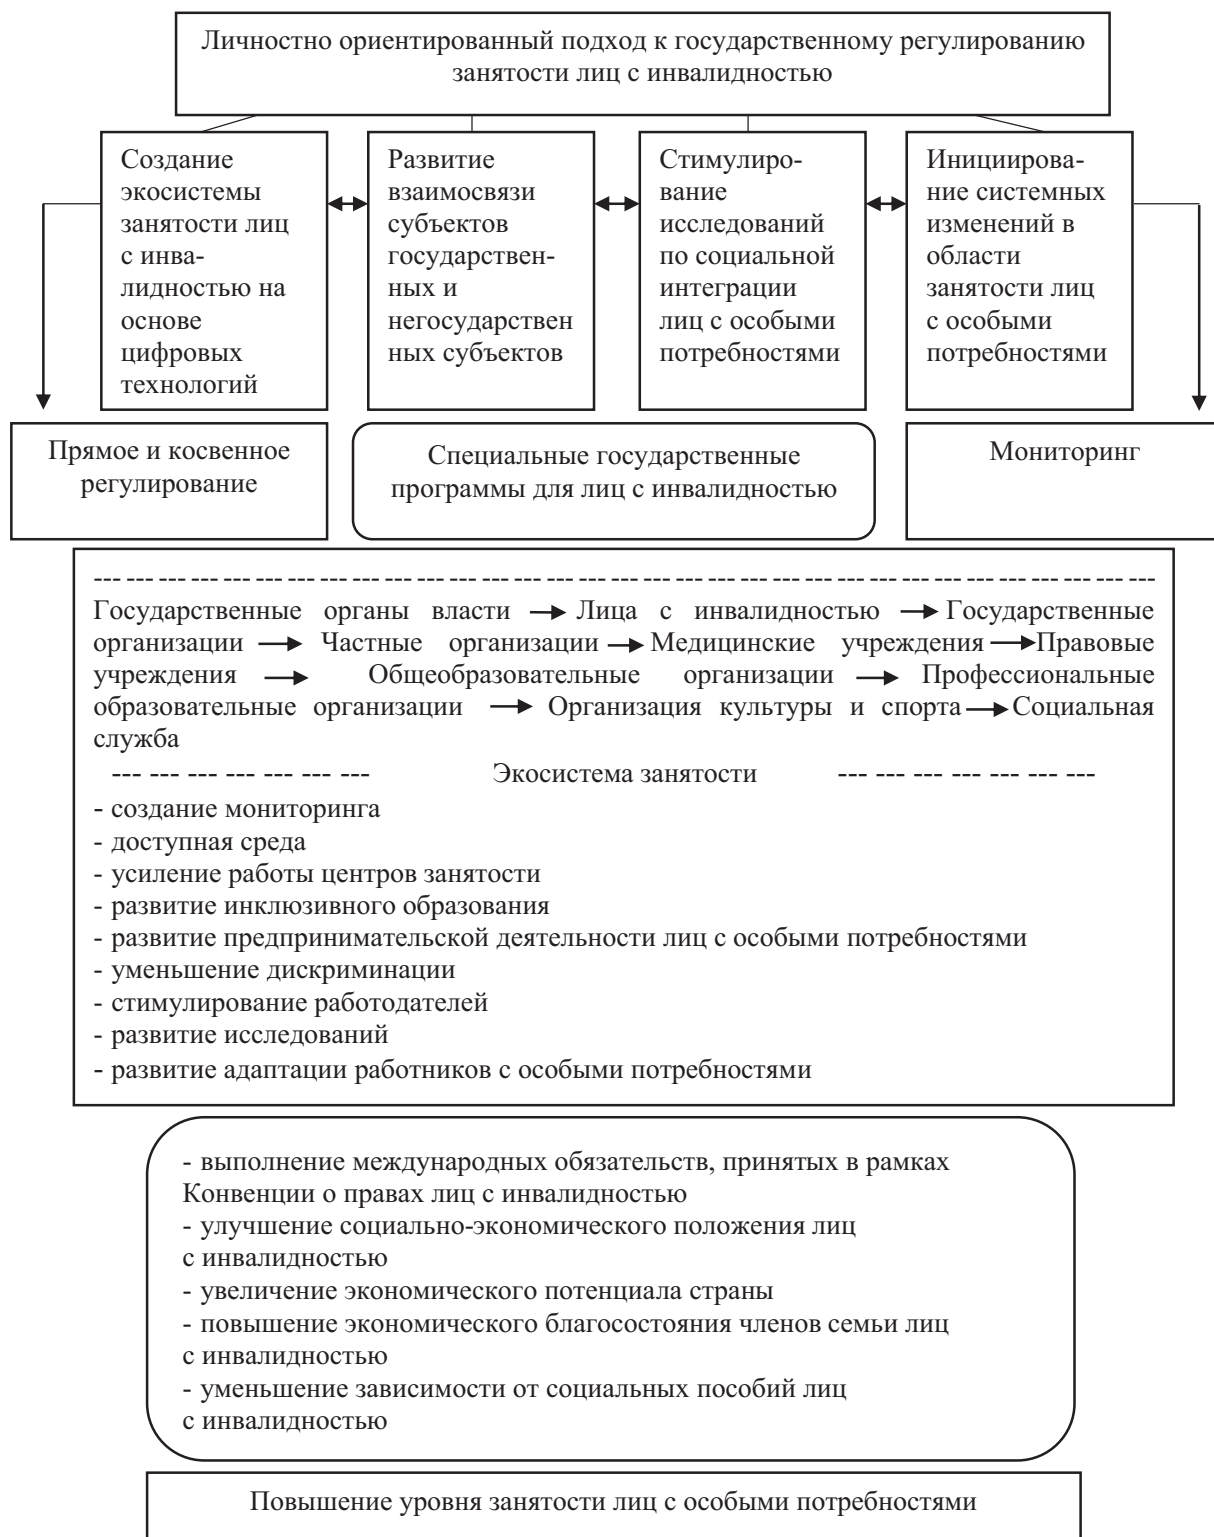 Личностно ориентированный подход к государственному регулированию
занятости лиц с инвалидностью
Создание
экосистемы
занятости лиц
с инва-
лидностью на
основе
цифровых
технологий
Развитие
взаимосвязи
субъектов
государствен-
ных и
негосударствен
ных субъектов
Стимулиро-
вание
исследований
по социальной
интеграции
лиц с особыми
потребностями
Иницииирова-
ние системных
изменений в
области
занятости лиц
с особыми
потребностями
Прямое и косвенное
регулирование
Специальные государственные
программы для лиц с инвалидностью
Мониторинг
--- --- --- --- --- --- --- --- --- --- --- --- --- --- --- --- --- --- --- --- --- --- --- --- --- --- --- --- --- --- --- --- ---
Государственные органы власти → Лица с инвалидностью → Государственные
организации → Частные организации → Медицинские учреждения → Правовые
учреждения → Общеобразовательные организации → Профессиональные
образовательные организации → Организация культуры и спорта → Социальная
служба
--- --- --- --- --- --- --- Экосистема занятости --- --- --- --- --- --- --- ---
- создание мониторинга
- доступная среда
- усиление работы центров занятости
- развитие инклюзивного образования
- развитие предпринимательской деятельности лиц с особыми потребностями
- уменьшение дискриминации
- стимулирование работодателей
- развитие исследований
- развитие адаптации работников с особыми потребностями
- выполнение международных обязательств, принятых в рамках
Конвенции о правах лиц с инвалидностью
- улучшение социально-экономического положения лиц
с инвалидностью
- увеличение экономического потенциала страны
- повышение экономического благосостояния членов семьи лиц
с инвалидностью
- уменьшение зависимости от социальных пособий лиц
с инвалидностью
Повышение уровня занятости лиц с особыми потребностями